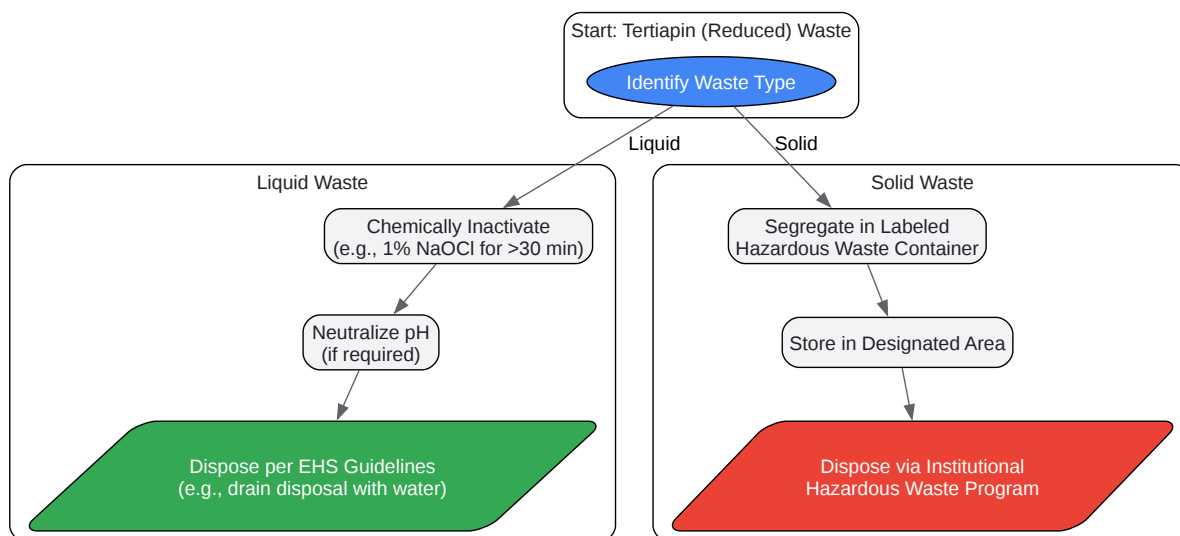 Start: Tertiapin (Reduced) Waste
Identify Waste Type
Liquid
Solid
Liquid Waste
Solid Waste
Chemically Inactivate
(e.g., 1% NaOCl for >30 min)
Segregate in Labeled
Hazardous Waste Container
Neutralize pH
(if required)
Store in Designated Area
Dispose per EHS Guidelines
(e.g., drain disposal with water)
Dispose via Institutional
Hazardous Waste Program